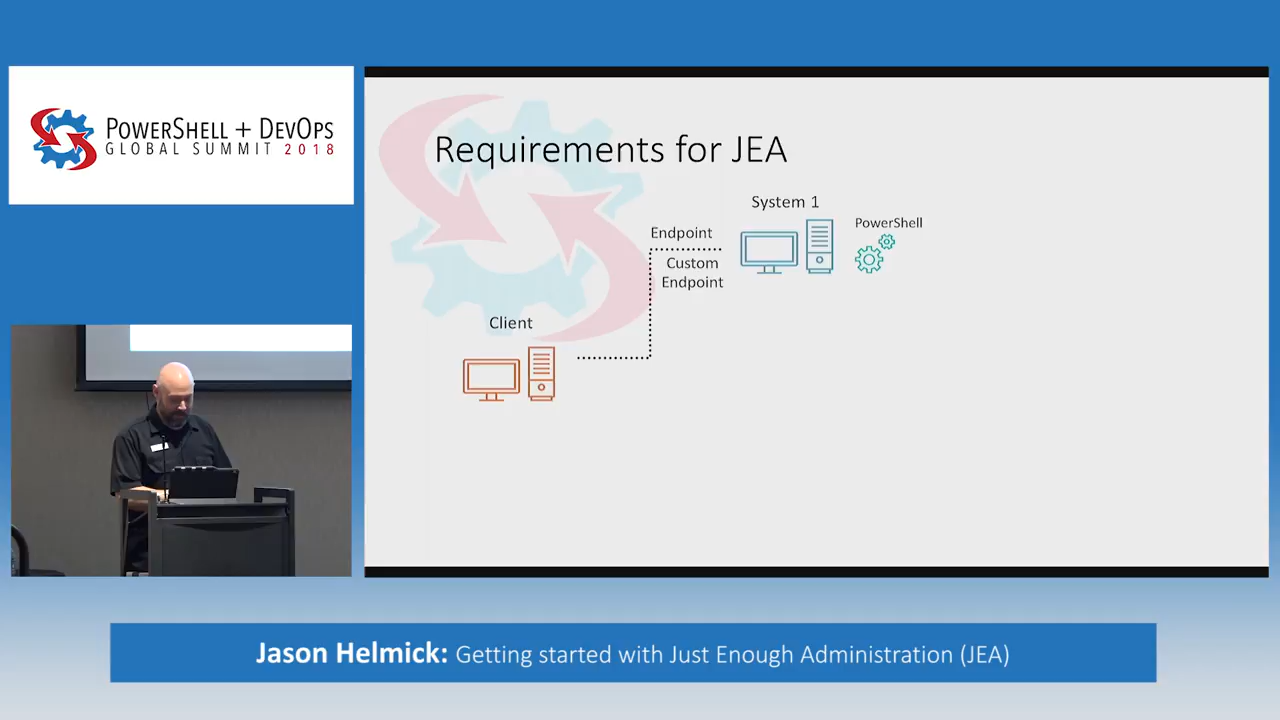 POWERSHELL + DEVOPS
GLOBAL SUMMIT 2018
Requirements for JEA
System 1
PowerShell
Endpoint
Custom
Endpoint
Client
Jason Helmick: Getting started with Just Enough Administration (JEA)